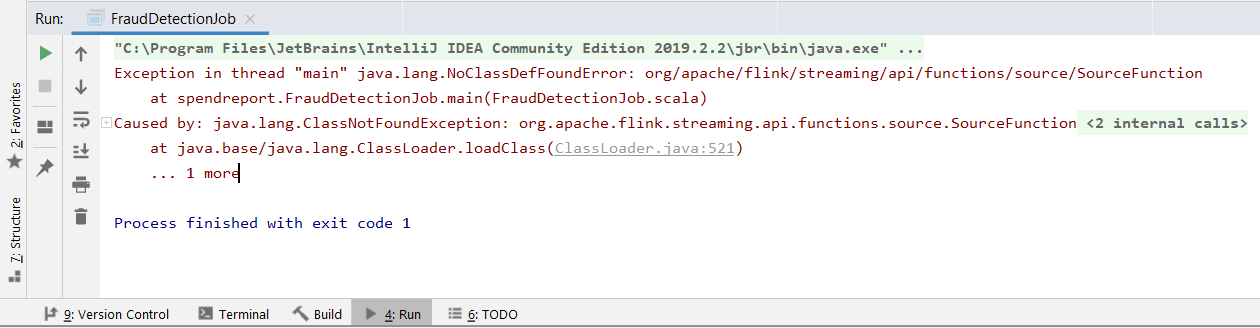 Run: FraudDetectionJob
"C:\Program Files\JetBrains\IntelliJ IDEA Community Edition 2019.2.2\jbr\bin\java.exe" ...
Exception in thread "main" java.lang.NoClassDefFoundError: org/apache/flink/streaming/api/functions/source/SourceFunction
at spendreport.FraudDetectionJob.main(FraudDetectionJob.scala)
Caused by: java.lang.ClassNotFoundException: org.apache.flink.streaming.api.functions.source.SourceFunction <2 internal calls>
at java.base/java.lang.ClassLoader.loadClass(ClassLoader.java:521)
... 1 more
Process finished with exit code 1
2: Favorites
7: Structure
9: Version Control Terminal Build 4: Run 6: TODO